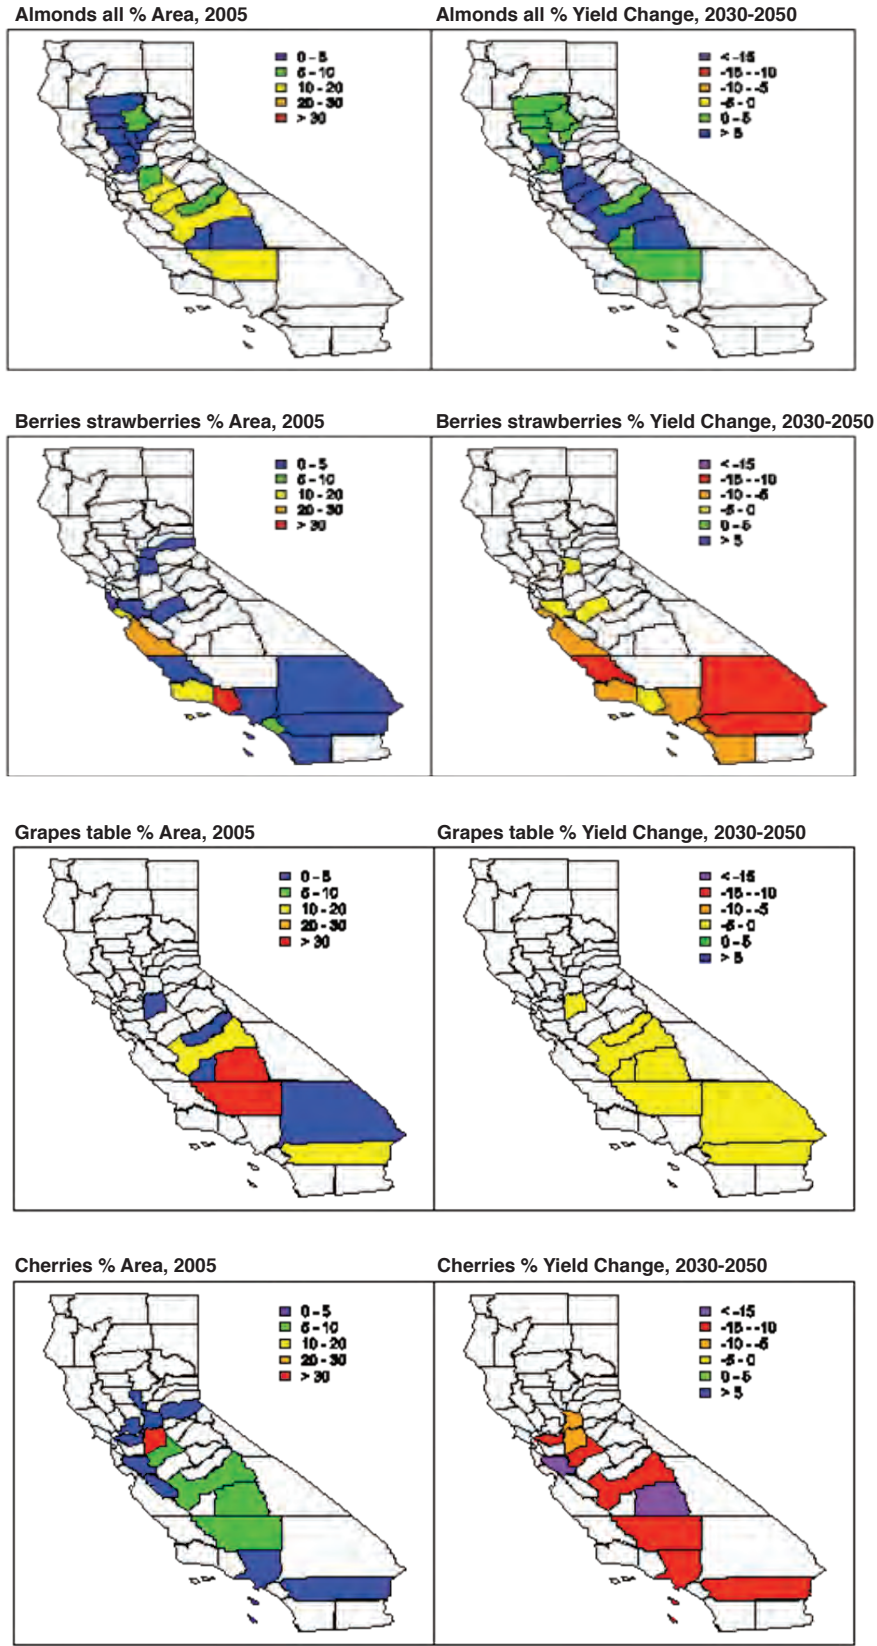 Almonds all % Area, 2005
Almonds all % Yield Change, 2030-2050
0 - 5
5 - 10
10 - 20
20 - 30
> 30
< -15
-15 - -10
-10 - -5
-5 - 0
0 - 5
> 5
Berries strawberries % Area, 2005
Berries strawberries % Yield Change, 2030-2050
0 - 5
5 - 10
10 - 20
20 - 30
> 30
< -15
-15 - -10
-10 - -5
-5 - 0
0 - 5
> 5
Grapes table % Area, 2005
Grapes table % Yield Change, 2030-2050
0 - 5
5 - 10
10 - 20
20 - 30
> 30
< -15
-15 - -10
-10 - -5
-5 - 0
0 - 5
> 5
Cherries % Area, 2005
Cherries % Yield Change, 2030-2050
0 - 5
5 - 10
10 - 20
20 - 30
> 30
< -15
-15 - -10
-10 - -5
-5 - 0
0 - 5
> 5